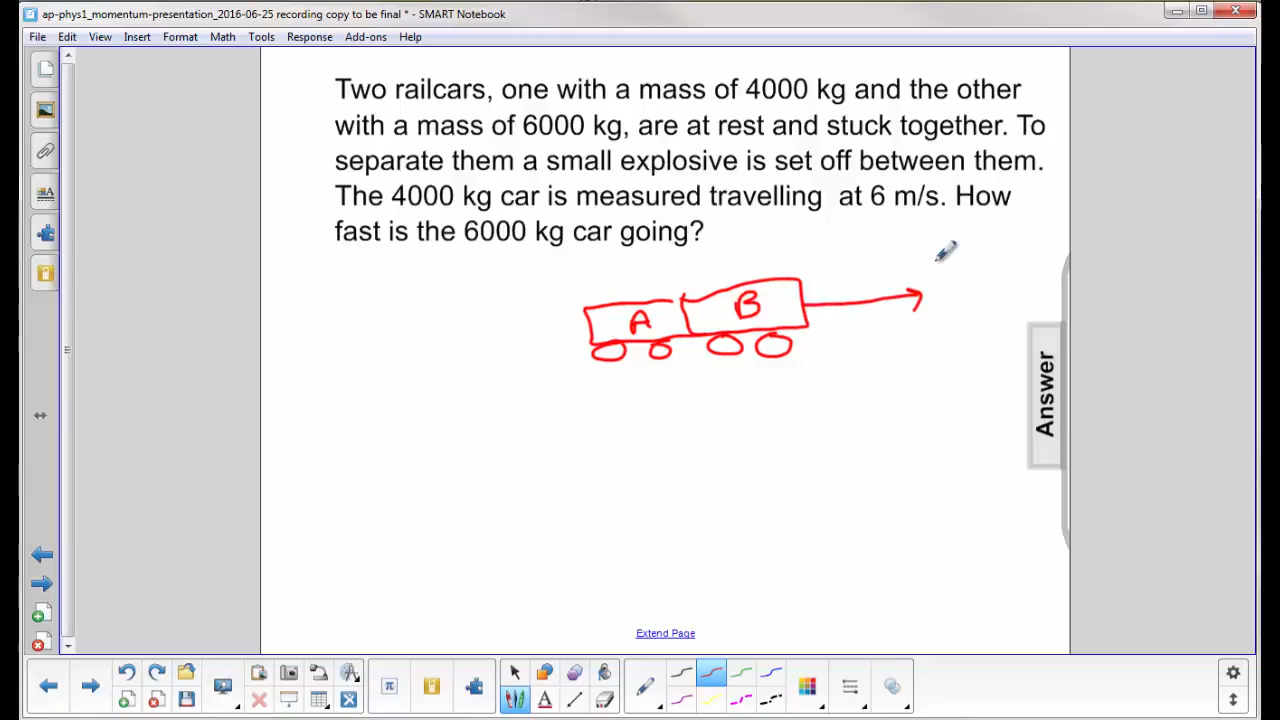 ap-phys1_momentum-presentation_2016-06-25 recording copy to be final * - SMART Notebook
File Edit View Insert Format Math Tools Response Add-ons Help
Two railcars, one with a mass of 4000 kg and the other
with a mass of 6000 kg, are at rest and stuck together. To
separate them a small explosive is set off between them.
The 4000 kg car is measured travelling at 6 m/s. How
fast is the 6000 kg car going?
A B
Answer
Extend Page